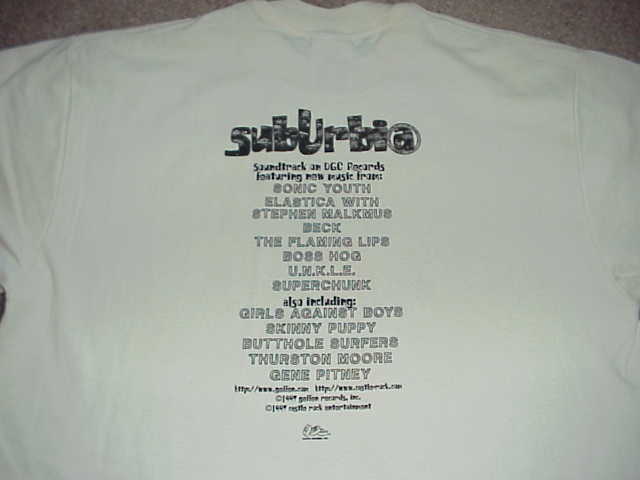 subUrbia
Soundtrack on DGC Records
featuring new music from:
SONIC YOUTH
ELASTICA WITH
STEPHEN MALKMUS
BECK
THE FLAMING LIPS
BOSS HOG
U.N.K.L.E.
SUPERCHUNK
also including:
GIRLS AGAINST BOYS
SKINNY PUPPY
BUTTHOLE SURFERS
THURSTON MOORE
GENE PITNEY
http://www.geffen.com http://www.castle-rock.com
©1997 geffen records, inc.
©1997 castle rock entertainment